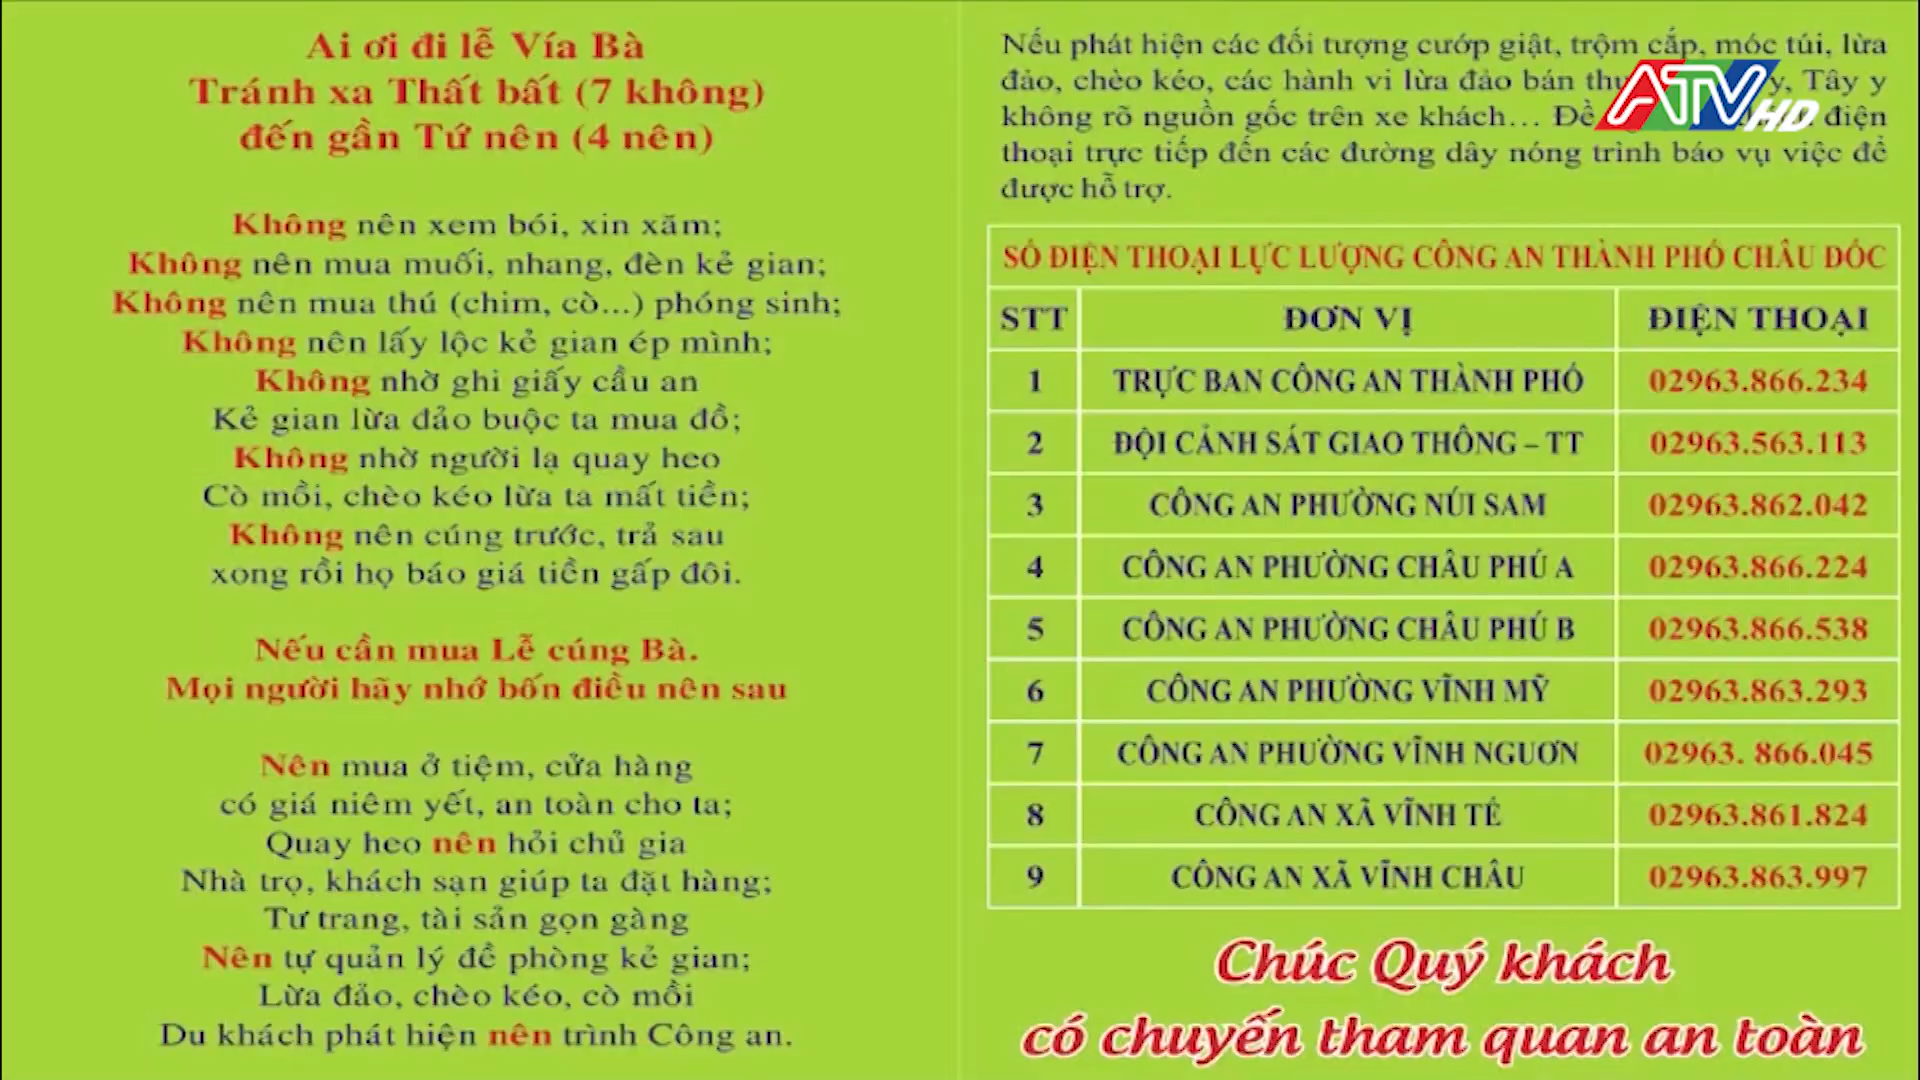 Ai ơi đi lễ Vía Bà
Tránh xa Thất bất (7 không)
đến gần Tứ nên (4 nên)
Không nên xem bói, xin xăm;
Không nên mua muối, nhang, đèn kẻ gian;
Không nên mua thú (chim, cò...) phóng sinh;
Không nên lấy lộc kẻ gian ép mình;
Không nhờ ghi giấy cầu an
Kẻ gian lừa đảo buộc ta mua đồ;
Không nhờ người lạ quay heo
Cò mồi, chèo kéo lừa ta mất tiền;
Không nên cúng trước, trả sau
xong rồi họ báo giá tiền gấp đôi.
Nếu cần mua Lễ cúng Bà.
Mọi người hãy nhớ bốn điều nên sau
Nên mua ở tiệm, cửa hàng
có giá niêm yết, an toàn cho ta;
Quay heo nên hỏi chủ gia
Nhà trọ, khách sạn giúp ta đặt hàng;
Tư trang, tài sản gọn gàng
Nên tự quản lý đề phòng kẻ gian;
Lừa đảo, chèo kéo, cò mồi
Du khách phát hiện nên trình Công an.
Nếu phát hiện các đối tượng cướp giật, trộm cắp, móc túi, lừa
đảo, chèo kéo, các hành vi lừa đảo bán y, Tây y
không rõ nguồn gốc trên xe khách... Đề điện
thoại trực tiếp đến các đường dây nóng trình báo vụ việc để
được hỗ trợ.
ATV HD
SỐ ĐIỆN THOẠI LỰC LƯỢNG CÔNG AN THÀNH PHỐ CHÂU ĐỐC
STT ĐƠN VỊ ĐIỆN THOẠI
1 TRỰC BAN CÔNG AN THÀNH PHỐ 02963.866.234
2 ĐỘI CẢNH SÁT GIAO THÔNG – TT 02963.563.113
3 CÔNG AN PHƯỜNG NÚI SAM 02963.862.042
4 CÔNG AN PHƯỜNG CHÂU PHÚ A 02963.866.224
5 CÔNG AN PHƯỜNG CHÂU PHÚ B 02963.866.538
6 CÔNG AN PHƯỜNG VĨNH MỸ 02963.863.293
7 CÔNG AN PHƯỜNG VĨNH NGUƠN 02963. 866.045
8 CÔNG AN XÃ VĨNH TẾ 02963.861.824
9 CÔNG AN XÃ VĨNH CHÂU 02963.863.997
Chúc Quý khách
có chuyến tham quan an toàn